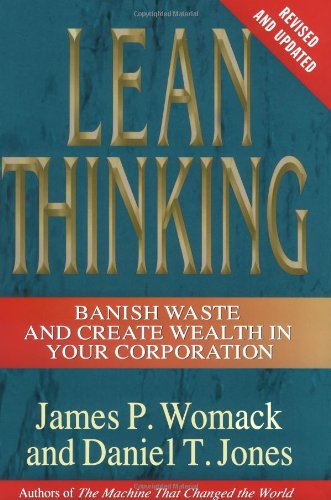 REVISED
AND UPDATED
LEAN
THINKING
BANISH WASTE
AND CREATE WEALTH IN
YOUR CORPORATION
James P. Womack
and Daniel T. Jones
Authors of The Machine That Changed the World